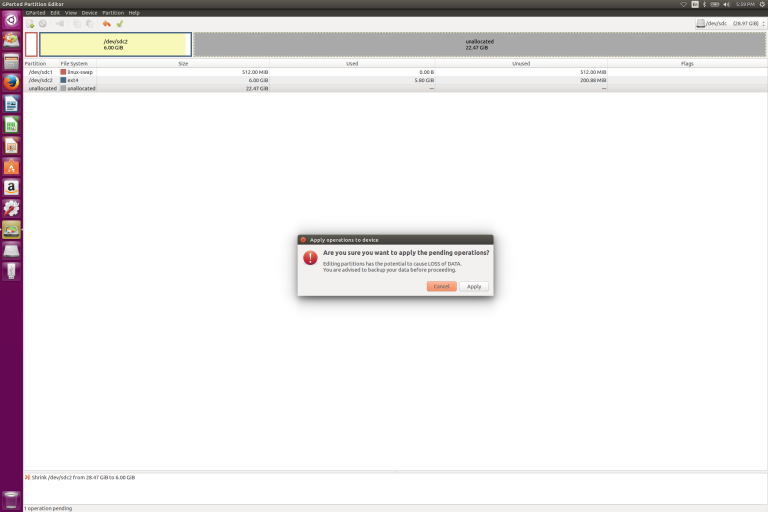 GParted Partition Editor
5:59 PM
GParted Edit View Device Partition Help
/dev/sdc (28.97 GiB)
/dev/sdc2
6.00 GiB
unallocated
22.47 GiB
Partition File System Size Used Unused Flags
/dev/sdc1 linux-swap 512.00 MiB 0.00 B 512.00 MiB
/dev/sdc2 ext4 6.00 GiB 5.80 GiB 200.88 MiB
unallocated unallocated 22.47 GiB — —
Apply operations to device
Are you sure you want to apply the pending operations?
Editing partitions has the potential to cause LOSS of DATA.
You are advised to backup your data before proceeding.
Cancel Apply
Shrink /dev/sdc2 from 28.47 GiB to 6.00 GiB
1 operation pending